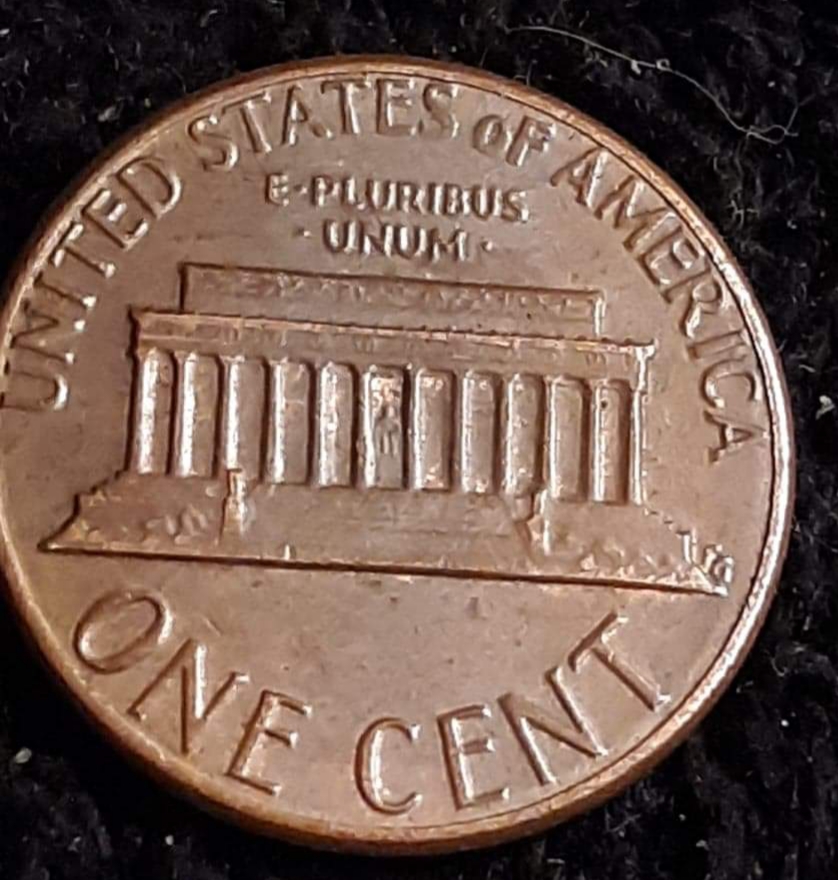 UNITED STATES OF AMERICA
E·PLURIBUS
·UNUM·
ONE CENT